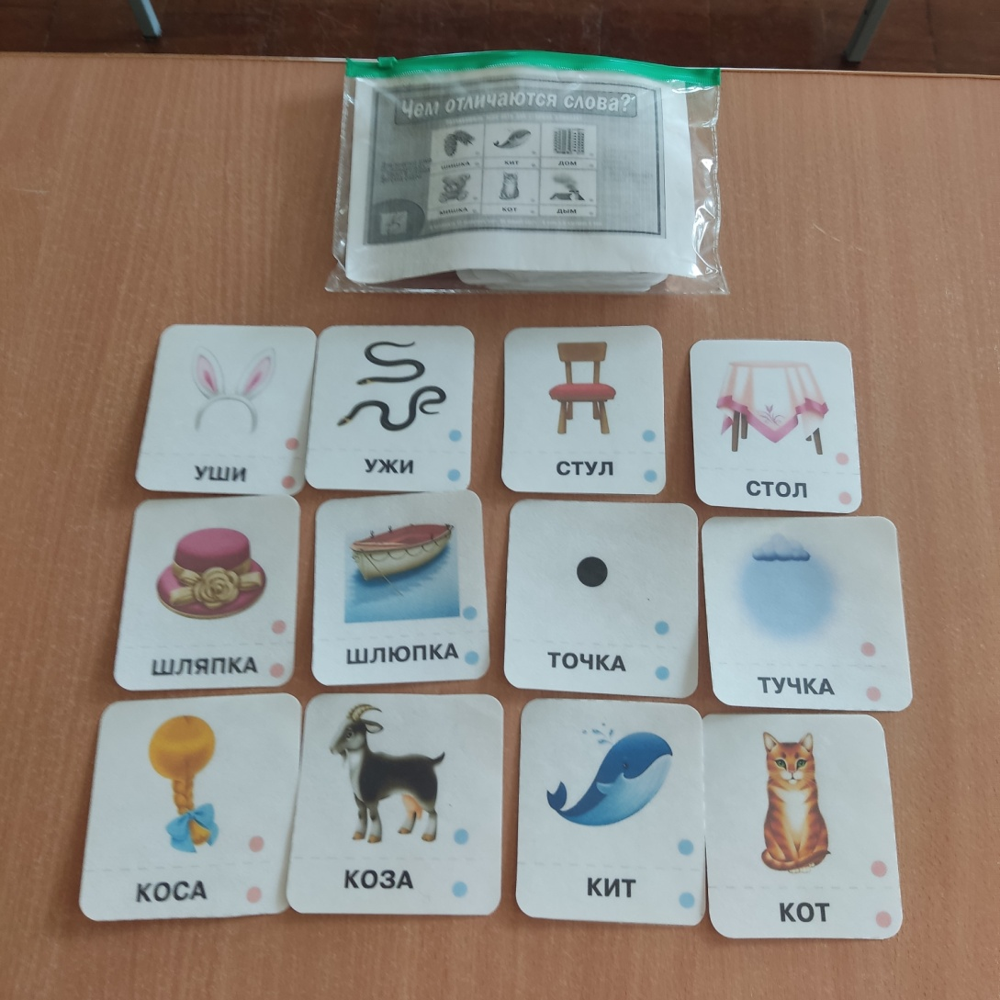 Чем отличаются слова?
ШИШКА КИТ ДОМ
МИШКА КОТ ДЫМ
УШИ
УЖИ
СТУЛ
СТОЛ
ШЛЯПКА
ШЛЮПКА
ТОЧКА
ТУЧКА
КОСА
КОЗА
КИТ
КОТ